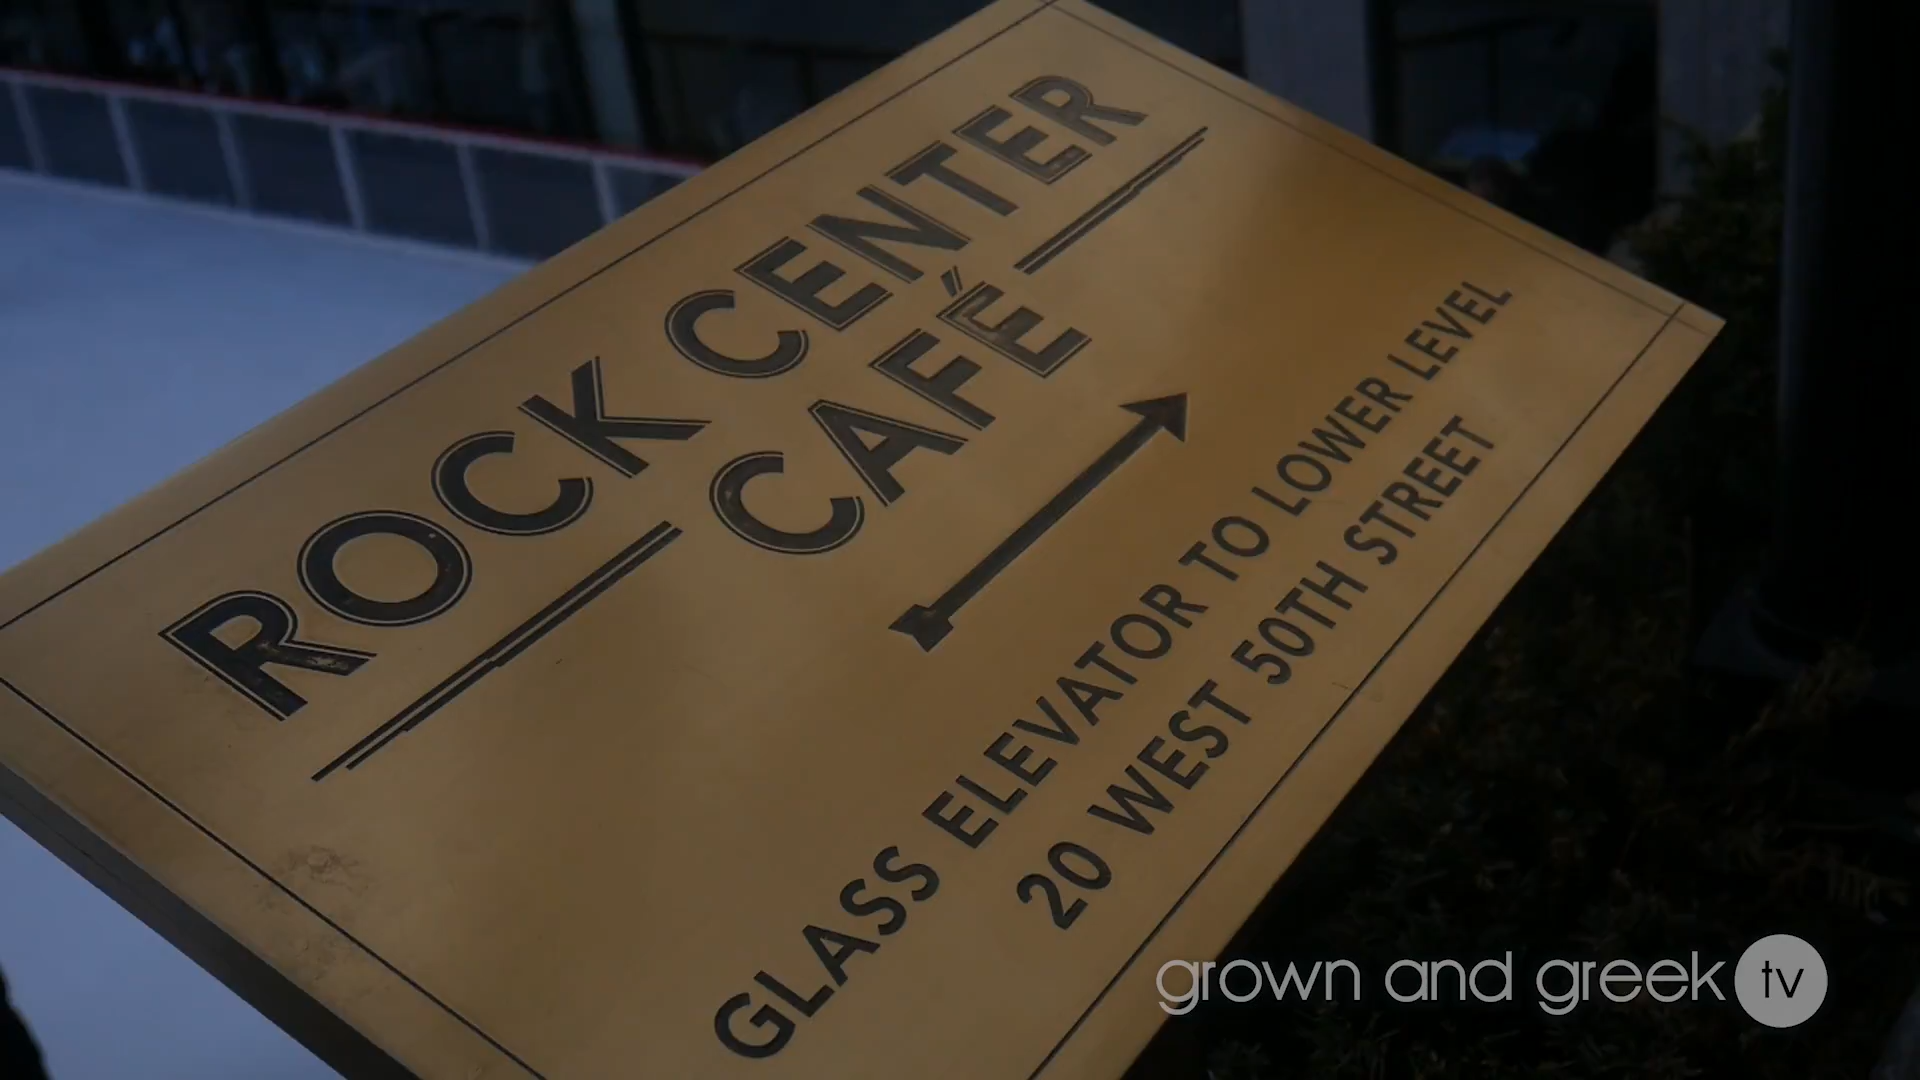 ROCK CENTER
CAFÉ
GLASS ELEVATOR TO LOWER LEVEL
20 WEST 50TH STREET
grown and greek tv